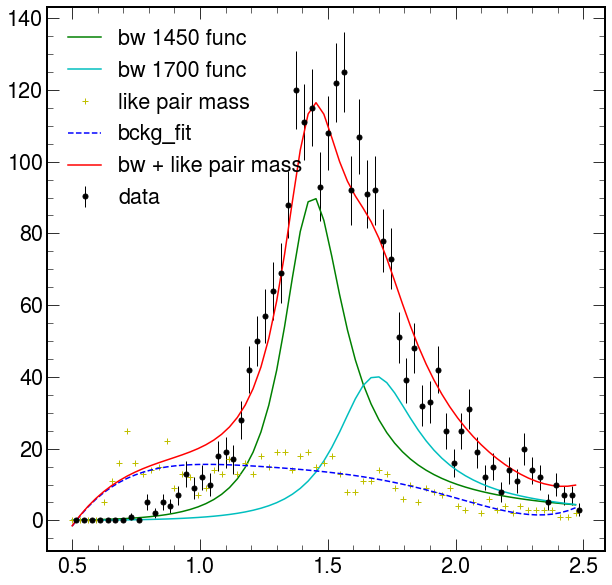 140
120
100
80
60
40
20
0
bw 1450 func
bw 1700 func
like pair mass
bckg_fit
bw + like pair mass
data
0.5 1.0 1.5 2.0 2.5